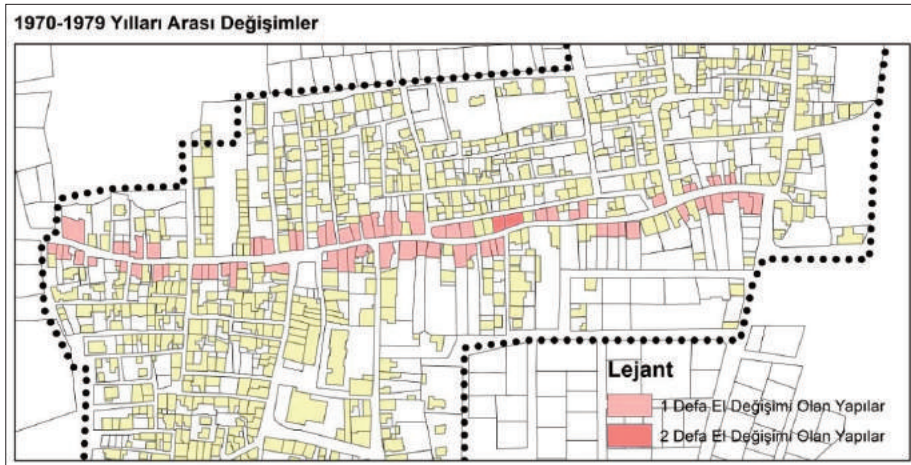 1970-1979 Yılları Arası Değişimler
Lejant
1 Defa El Değişimi Olan Yapılar
2 Defa El Değişimi Olan Yapılar